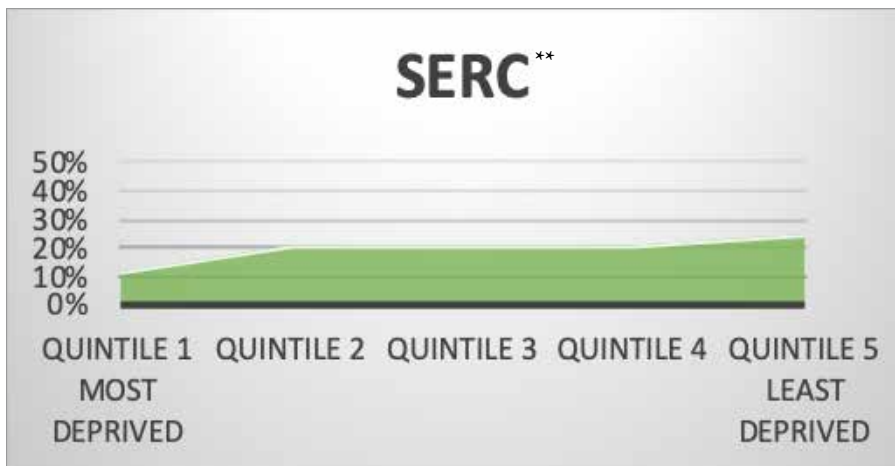 SERC**
50%
40%
30%
20%
10%
0%
QUINTILE 1 QUINTILE 2 QUINTILE 3 QUINTILE 4 QUINTILE 5
MOST LEAST
DEPRIVED DEPRIVED